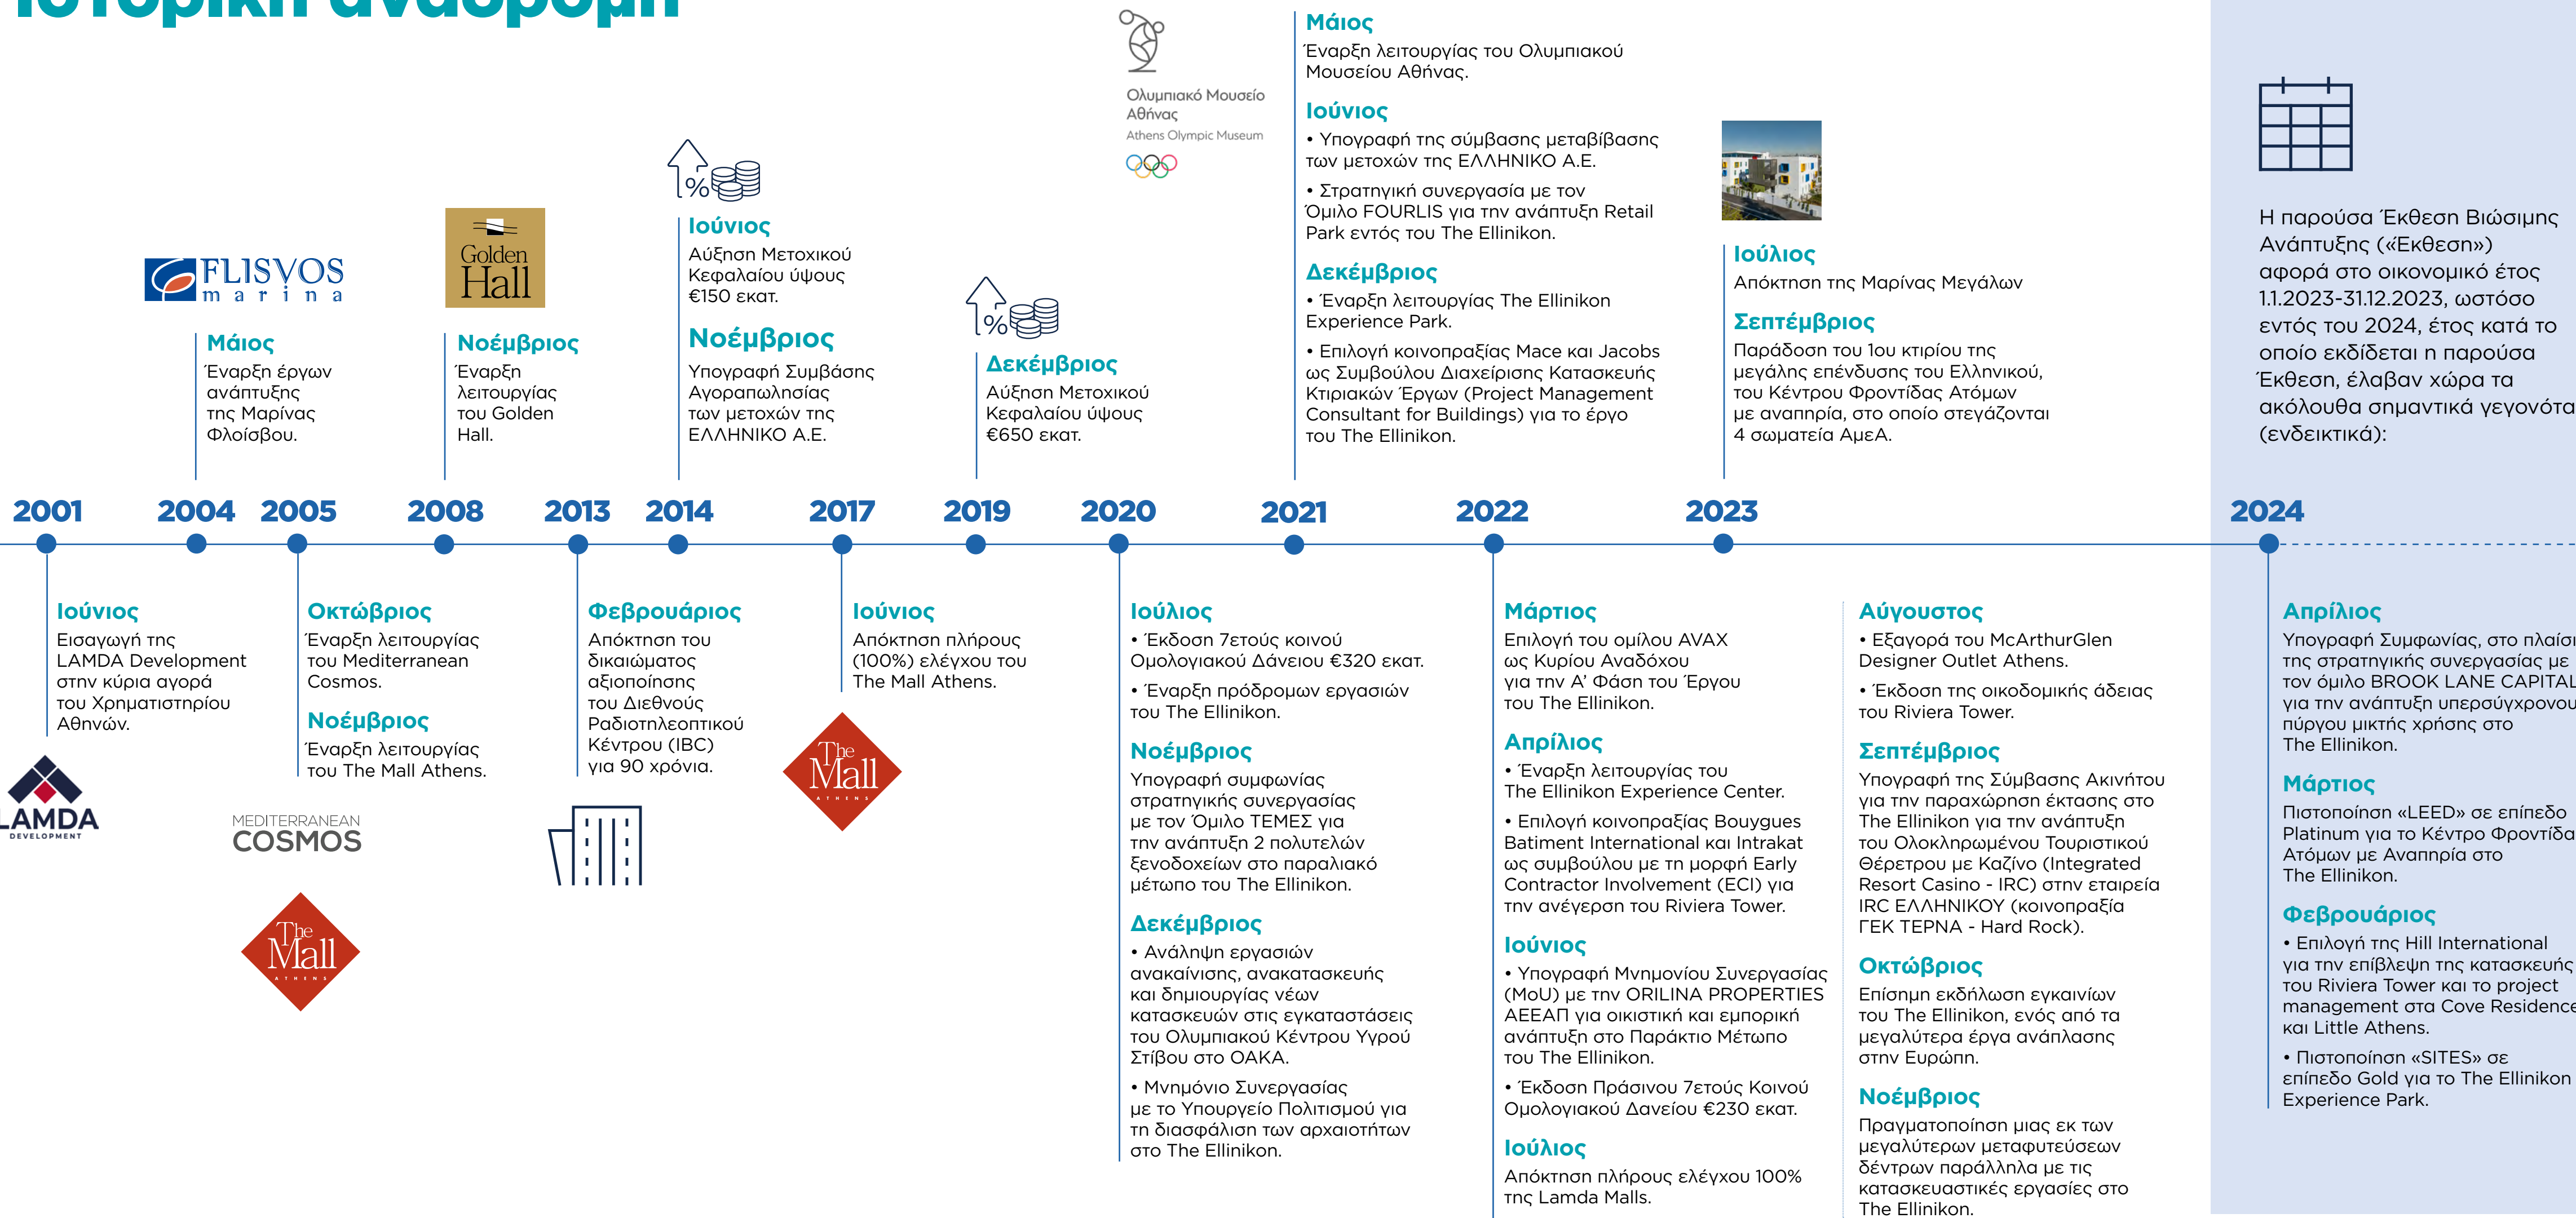 Ιστορική αναδρομή
FLISVOS
marina
Μάιος
Έναρξη έργων
ανάπτυξης
της Μαρίνας
Φλοίσβου.
Golden
Hall
Νοέμβριος
Έναρξη
λειτουργίας
του Golden
Hall.
%
Ιούνιος
Αύξηση Μετοχικού
Κεφαλαίου ύψους
€150 εκατ.
Νοέμβριος
Υπογραφή Συμβάσης
Αγοραπωλησίας
των μετοχών της
ΕΛΛΗΝΙΚΟ Α.Ε.
%
Δεκέμβριος
Αύξηση Μετοχικού
Κεφαλαίου ύψους
€650 εκατ.
Ολυμπιακό Μουσείο
Αθήνας
Athens Olympic Museum
Μάιος
Έναρξη λειτουργίας του Ολυμπιακού
Μουσείου Αθήνας.
Ιούνιος
• Υπογραφή της σύμβασης μεταβίβασης
των μετοχών της ΕΛΛΗΝΙΚΟ Α.Ε.
• Στρατηγική συνεργασία με τον
Όμιλο FOURLIS για την ανάπτυξη Retail
Park εντός του The Ellinikon.
Δεκέμβριος
• Έναρξη λειτουργίας The Ellinikon
Experience Park.
• Επιλογή κοινοπραξίας Mace και Jacobs
ως Συμβούλου Διαχείρισης Κατασκευής
Κτιριακών Έργων (Project Management
Consultant for Buildings) για το έργο
του The Ellinikon.
Ιούλιος
Απόκτηση της Μαρίνας Μεγάλων
Σεπτέμβριος
Παράδοση του 1ου κτιρίου της
μεγάλης επένδυσης του Ελληνικού,
του Κέντρου Φροντίδας Ατόμων
με αναπηρία, στο οποίο στεγάζονται
4 σωματεία ΑμεΑ.
Η παρούσα Έκθεση Βιώσιμης
Ανάπτυξης («Έκθεση»)
αφορά στο οικονομικό έτος
1.1.2023-31.12.2023, ωστόσο
εντός του 2024, έτος κατά το
οποίο εκδίδεται η παρούσα
Έκθεση, έλαβαν χώρα τα
ακόλουθα σημαντικά γεγονότα
(ενδεικτικά):
2001 2004 2005 2008 2013 2014 2017 2019 2020 2021 2022 2023 2024
Ιούνιος
Εισαγωγή της
LAMDA Development
στην κύρια αγορά
του Χρηματιστηρίου
Αθηνών.
LAMDA
DEVELOPMENT
Οκτώβριος
Έναρξη λειτουργίας
του Mediterranean
Cosmos.
Νοέμβριος
Έναρξη λειτουργίας
του The Mall Athens.
MEDITERRANEAN
COSMOS
The
Mall
ATHENS
Φεβρουάριος
Απόκτηση του
δικαιώματος
αξιοποίησης
του Διεθνούς
Ραδιοτηλεοπτικού
Κέντρου (IBC)
για 90 χρόνια.
Ιούνιος
Απόκτηση πλήρους
(100%) ελέγχου του
The Mall Athens.
The
Mall
ATHENS
Ιούλιος
• Έκδοση 7ετούς κοινού
Ομολογιακού Δάνειου €320 εκατ.
• Έναρξη πρόδρομων εργασιών
του The Ellinikon.
Νοέμβριος
Υπογραφή συμφωνίας
στρατηγικής συνεργασίας
με τον Όμιλο ΤΕΜΕΣ για
την ανάπτυξη 2 πολυτελών
ξενοδοχείων στο παραλιακό
μέτωπο του The Ellinikon.
Δεκέμβριος
• Ανάληψη εργασιών
ανακαίνισης, ανακατασκευής
και δημιουργίας νέων
κατασκευών στις εγκαταστάσεις
του Ολυμπιακού Κέντρου Υγρού
Στίβου στο ΟΑΚΑ.
• Μνημόνιο Συνεργασίας
με το Υπουργείο Πολιτισμού για
τη διασφάλιση των αρχαιοτήτων
στο The Ellinikon.
Μάρτιος
Επιλογή του ομίλου AVAX
ως Κυρίου Αναδόχου
για την Α’ Φάση του Έργου
του The Ellinikon.
Απρίλιος
• Έναρξη λειτουργίας του
The Ellinikon Experience Center.
• Επιλογή κοινοπραξίας Bouygues
Batiment International και Intrakat
ως συμβούλου με τη μορφή Early
Contractor Involvement (ECI) για
την ανέγερση του Riviera Tower.
Ιούνιος
• Υπογραφή Μνημονίου Συνεργασίας
(MoU) με την ORILINA PROPERTIES
ΑΕΕΑΠ για οικιστική και εμπορική
ανάπτυξη στο Παράκτιο Μέτωπο
του The Ellinikon.
• Έκδοση Πράσινου 7ετούς Κοινού
Ομολογιακού Δανείου €230 εκατ.
Ιούλιος
Απόκτηση πλήρους ελέγχου 100%
της Lamda Malls.
Αύγουστος
• Εξαγορά του McArthurGlen
Designer Outlet Athens.
• Έκδοση της οικοδομικής άδειας
του Riviera Tower.
Σεπτέμβριος
Υπογραφή της Σύμβασης Ακινήτου
για την παραχώρηση έκτασης στο
The Ellinikon για την ανάπτυξη
του Ολοκληρωμένου Τουριστικού
Θέρετρου με Καζίνο (Integrated
Resort Casino - IRC) στην εταιρεία
IRC ΕΛΛΗΝΙΚΟΥ (κοινοπραξία
ΓΕΚ ΤΕΡΝΑ - Hard Rock).
Οκτώβριος
Επίσημη εκδήλωση εγκαινίων
του The Ellinikon, ενός από τα
μεγαλύτερα έργα ανάπλασης
στην Ευρώπη.
Νοέμβριος
Πραγματοποίηση μιας εκ των
μεγαλύτερων μεταφυτεύσεων
δέντρων παράλληλα με τις
κατασκευαστικές εργασίες στο
The Ellinikon.
Απρίλιος
Υπογραφή Συμφωνίας, στο πλαίσι
της στρατηγικής συνεργασίας με
τον όμιλο BROOK LANE CAPITAL
για την ανάπτυξη υπερσύγχρονου
πύργου μικτής χρήσης στο
The Ellinikon.
Μάρτιος
Πιστοποίηση «LEED» σε επίπεδο
Platinum για το Κέντρο Φροντίδα
Ατόμων με Αναπηρία στο
The Ellinikon.
Φεβρουάριος
• Επιλογή της Hill International
για την επίβλεψη της κατασκευής
του Riviera Tower και το project
management στα Cove Residence
και Little Athens.
• Πιστοποίηση «SITES» σε
επίπεδο Gold για το The Ellinikon
Experience Park.